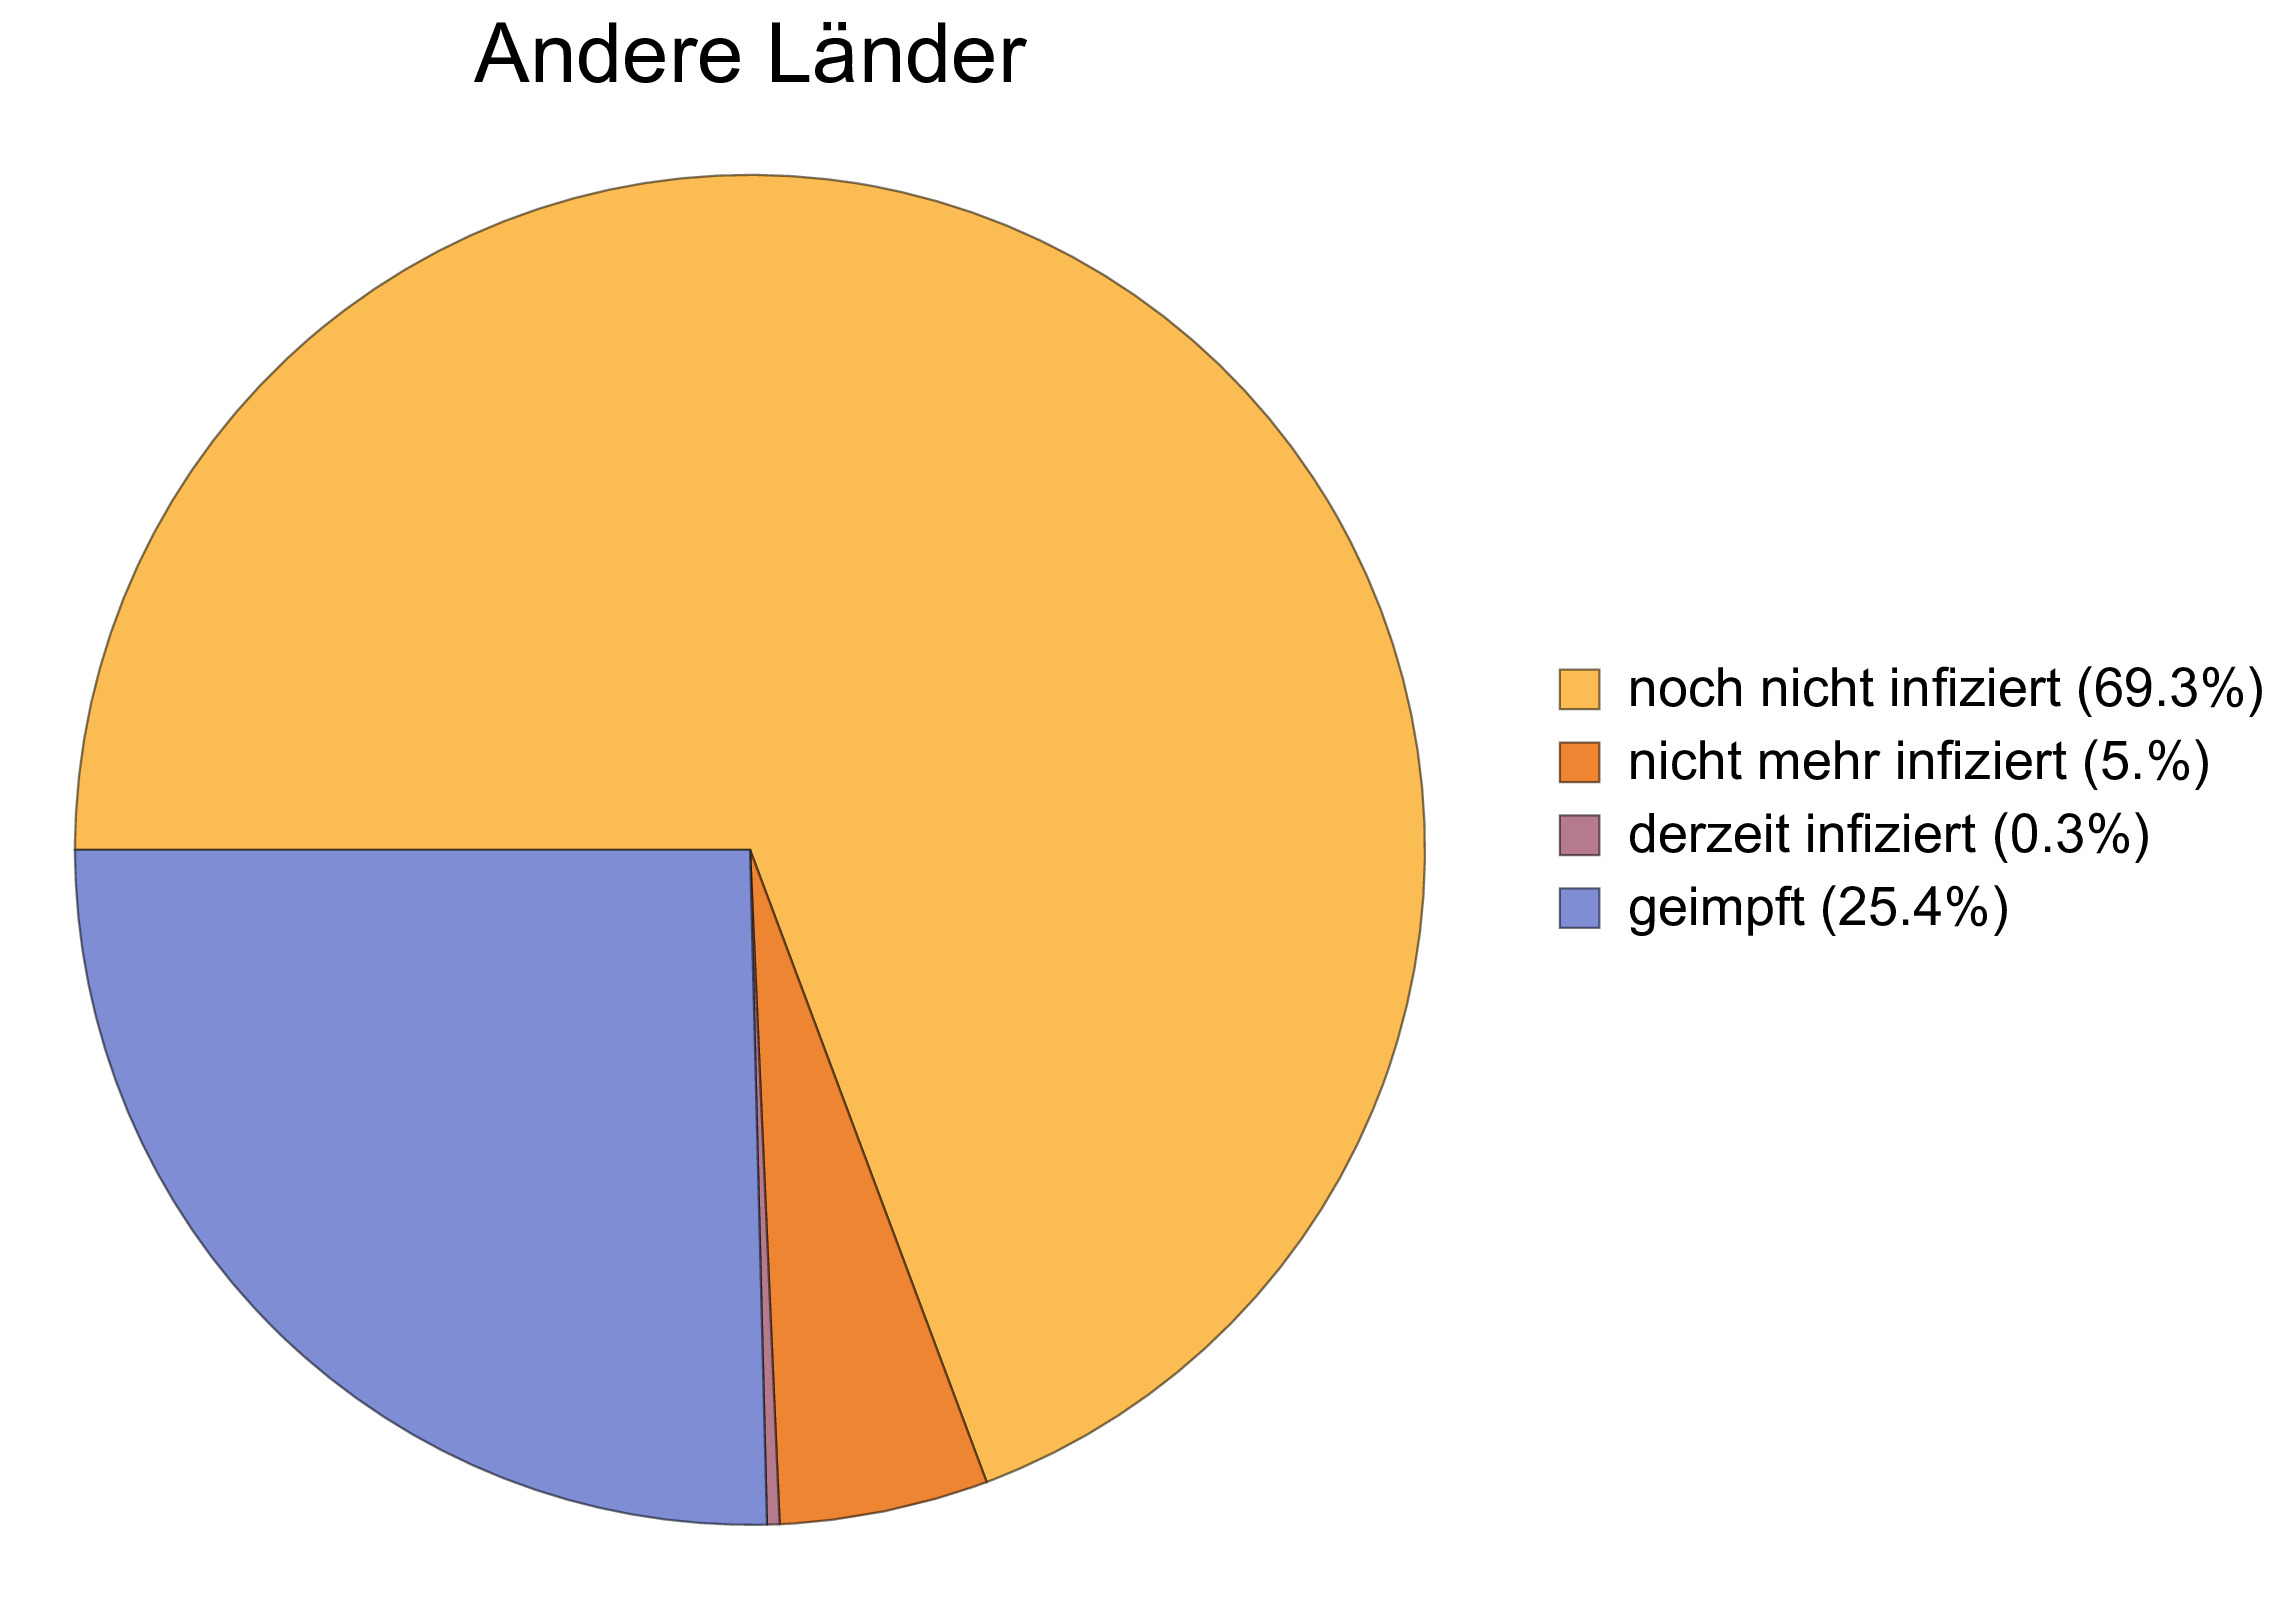 Andere Länder
noch nicht infiziert (69.3%)
nicht mehr infiziert (5.%)
derzeit infiziert (0.3%)
geimpft (25.4%)